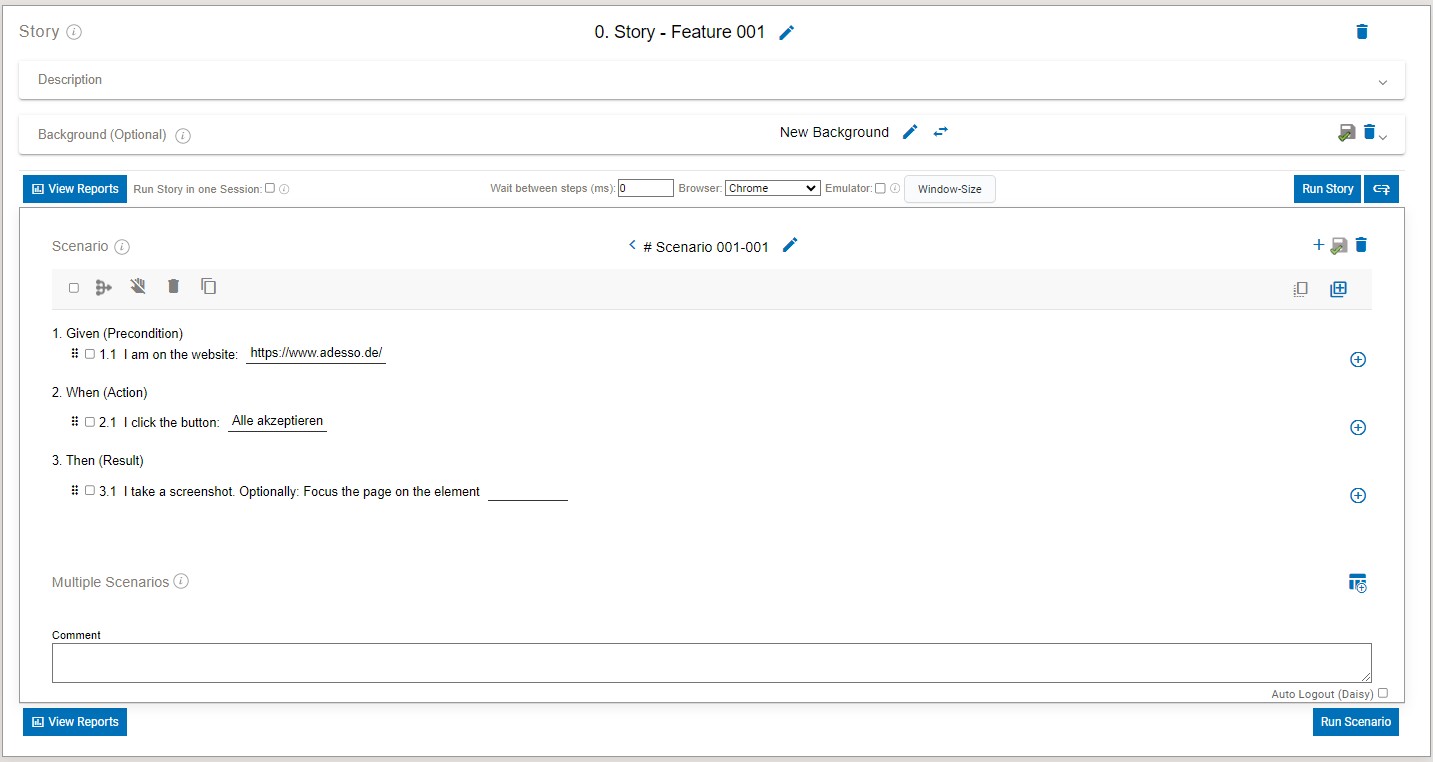 Story
0. Story - Feature 001
Description
Background (Optional)
New Background
View Reports
Run Story in one Session:
Wait between steps (ms): 0
Browser: Chrome
Emulator:
Window-Size
Run Story
Scenario
# Scenario 001-001
1. Given (Precondition)
1.1 I am on the website: https://www.adesso.de/
2. When (Action)
2.1 I click the button: Alle akzeptieren
3. Then (Result)
3.1 I take a screenshot. Optionally: Focus the page on the element
Multiple Scenarios
Comment
Auto Logout (Daisy)
View Reports
Run Scenario